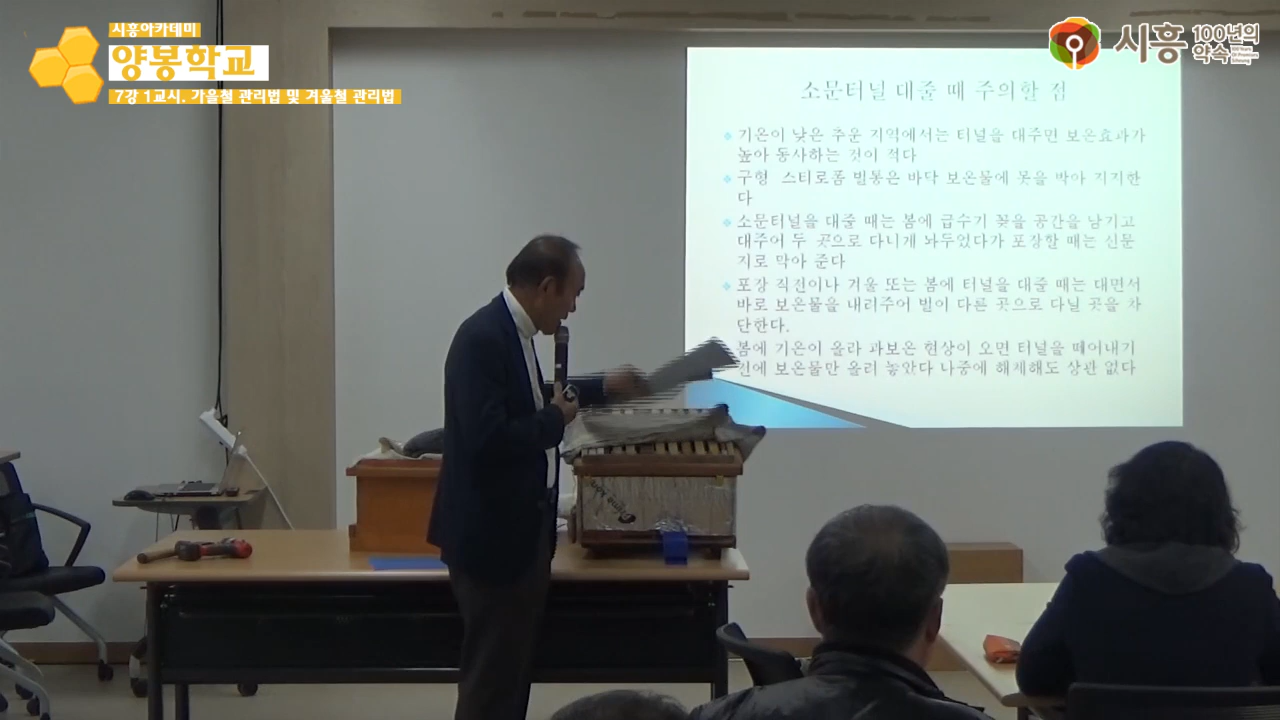 시흥아카데미
양봉학교
7강 1교시. 가을철 관리법 및 겨울철 관리법
시흥 100년의
약속
소문터널 대줄 때 주의할 점
기온이 낮은 추운 지역에서는 터널을 대주면 보온효과가
높아 동사하는 것이 적다
구형 스티로폼 벌통은 바닥 보온물에 못을 박아 지지한
다
소문터널을 대줄 때는 봄에 급수기 꽂을 공간을 남기고
대주어 두 곳으로 다니게 놔두었다가 포장할 때는 신문
지로 막아 준다
포장 직전이나 겨울 또는 봄에 터널을 대줄 때는 대면서
바로 보온물을 내려주어 벌이 다른 곳으로 다닐 곳을 차
단한다.
봄에 기온이 올라 과보온 현상이 오면 터널을 떼어내기
전에 보온물만 올려 놓았다 나중에 해제해도 상관 없다